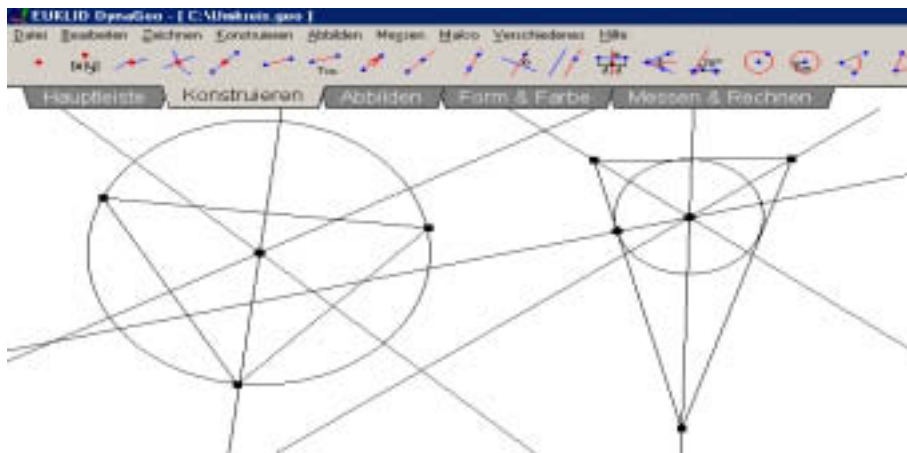 EUKLID DynaGeo - [ C:\Umkreis.geo ]
Datei Bearbeiten Zeichnen Konstruieren Abbilden Messen Makro Verschiedenes Hilfe
Hauptleiste Konstruieren Abbilden Form & Farbe Messen & Rechnen